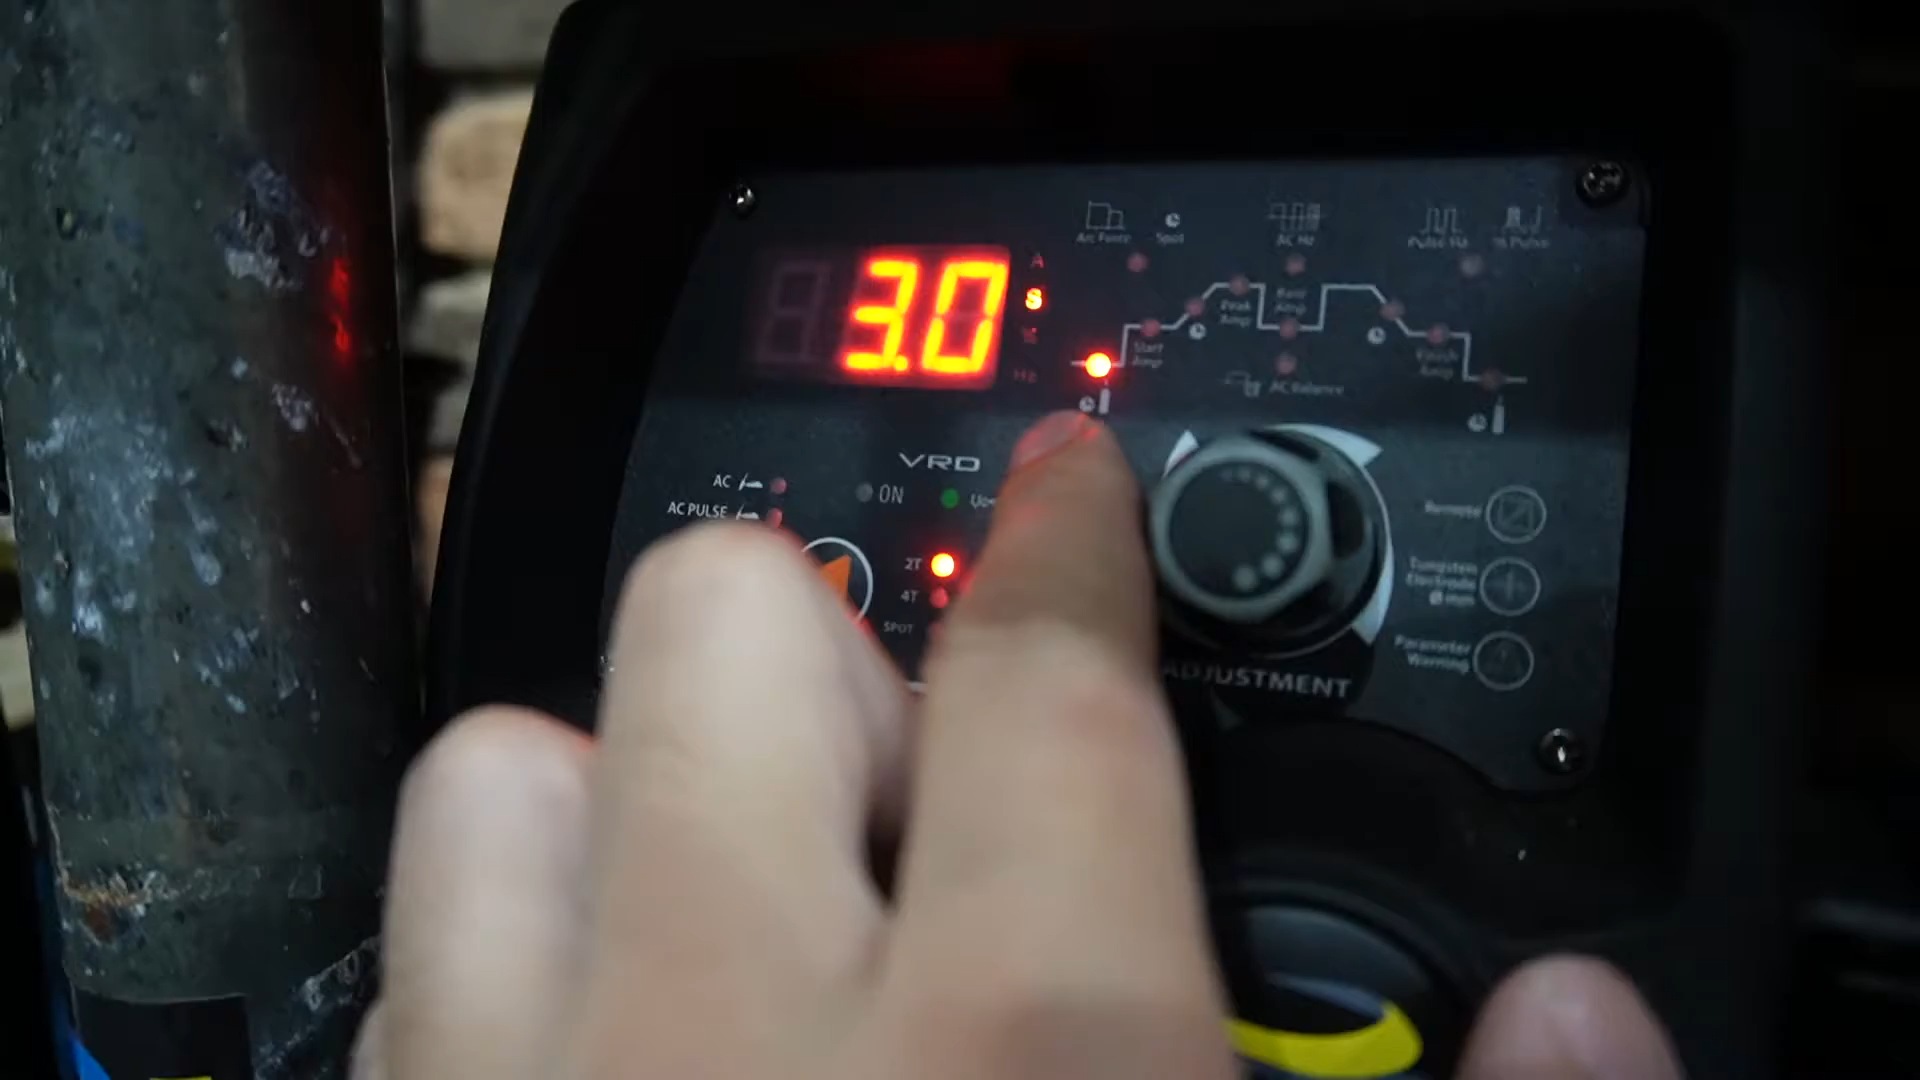 Arc Force
Spot
AC Hz
Pulse Hz
% Pulse
3.0
A
S
%
Hz
Start
Amp
Peak
Amp
Base
Amp
Finish
Amp
AC Balance
VRD
AC
ON
AC PULSE
2T
4T
SPOT
Remote
Tungsten
Electrode
Ø mm
Parameter
Warning
ADJUSTMENT